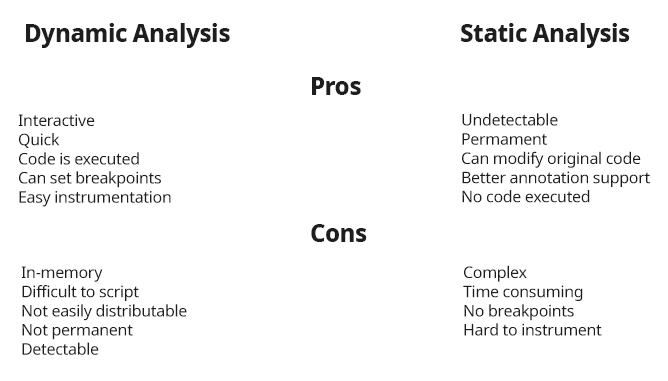 Dynamic Analysis
Static Analysis
Pros
Interactive
Quick
Code is executed
Can set breakpoints
Easy instrumentation
Undetectable
Permament
Can modify original code
Better annotation support
No code executed
Cons
In-memory
Difficult to script
Not easily distributable
Not permanent
Detectable
Complex
Time consuming
No breakpoints
Hard to instrument